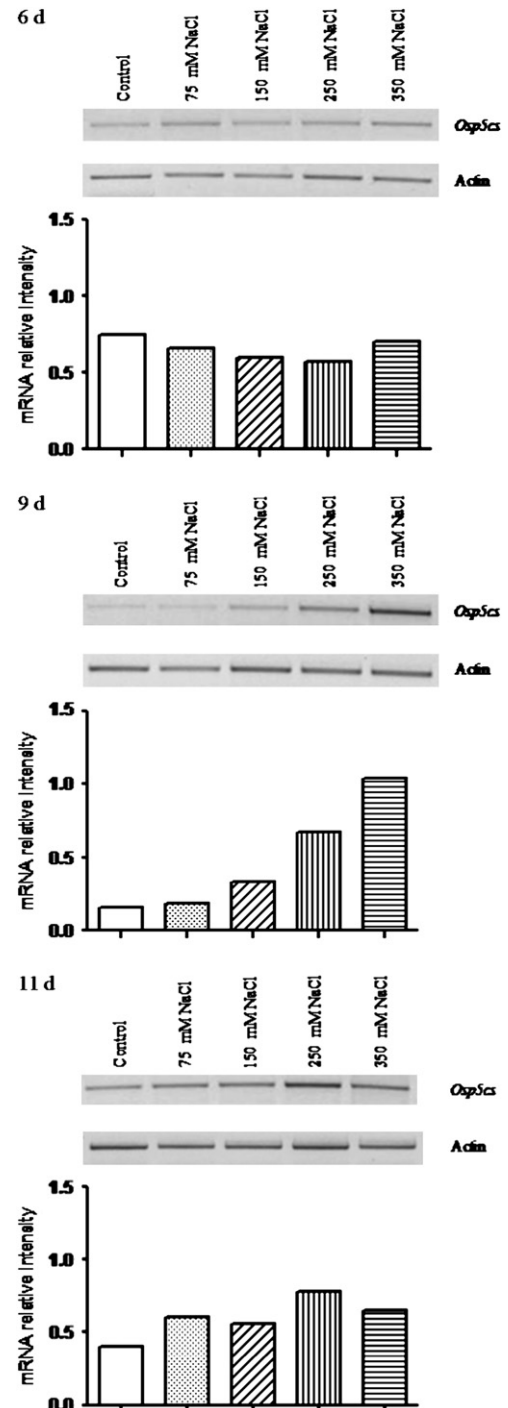 6 d
Control
75 mM NaCl
150 mM NaCl
250 mM NaCl
350 mM NaCl
Osp5cs
Actin
mRNA relative Intensity
1.5
1.0
0.5
0.0
9 d
Control
75 mM NaCl
150 mM NaCl
250 mM NaCl
350 mM NaCl
Osp5cs
Actin
mRNA relative Intensity
1.5
1.0
0.5
0.0
11 d
Control
75 mM NaCl
150 mM NaCl
250 mM NaCl
350 mM NaCl
Osp5cs
Actin
mRNA relative Intensity
1.5
1.0
0.5
0.0